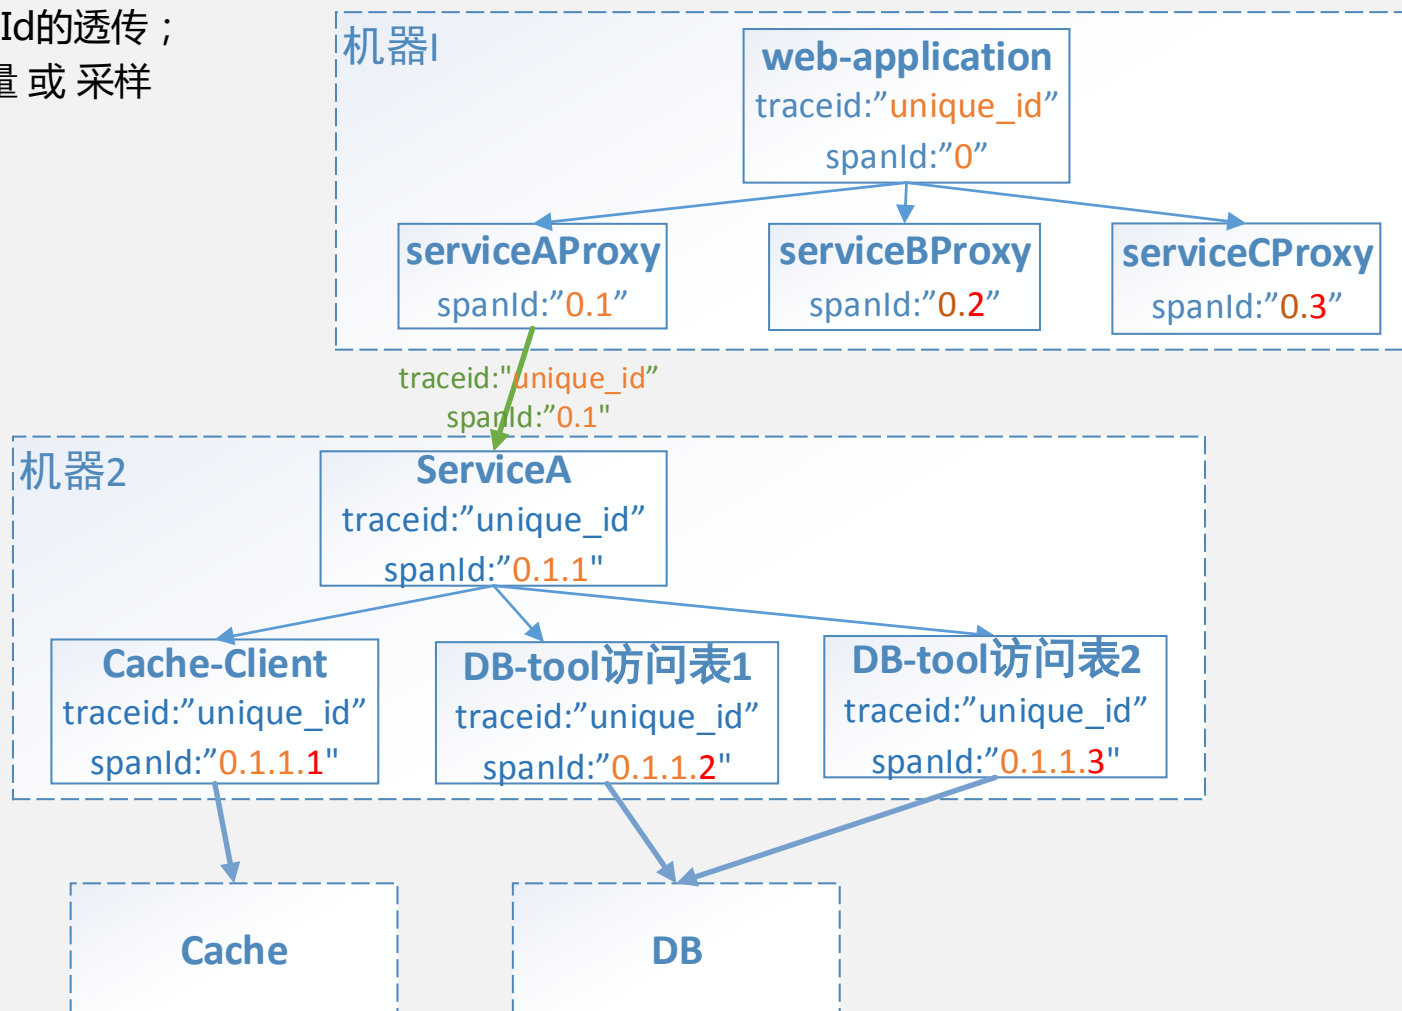 Id的透传；
量 或 采样
机器I
web-application
traceid:”unique_id”
spanId:”0”
serviceAProxy
spanId:”0.1”
serviceBProxy
spanId:”0.2”
serviceCProxy
spanId:”0.3”
traceid:"unique_id”
spanId:”0.1"
机器2
ServiceA
traceid:”unique_id”
spanId:”0.1.1"
Cache-Client
traceid:”unique_id”
spanId:”0.1.1.1"
DB-tool访问表1
traceid:”unique_id”
spanId:”0.1.1.2"
DB-tool访问表2
traceid:”unique_id”
spanId:”0.1.1.3"
Cache
DB